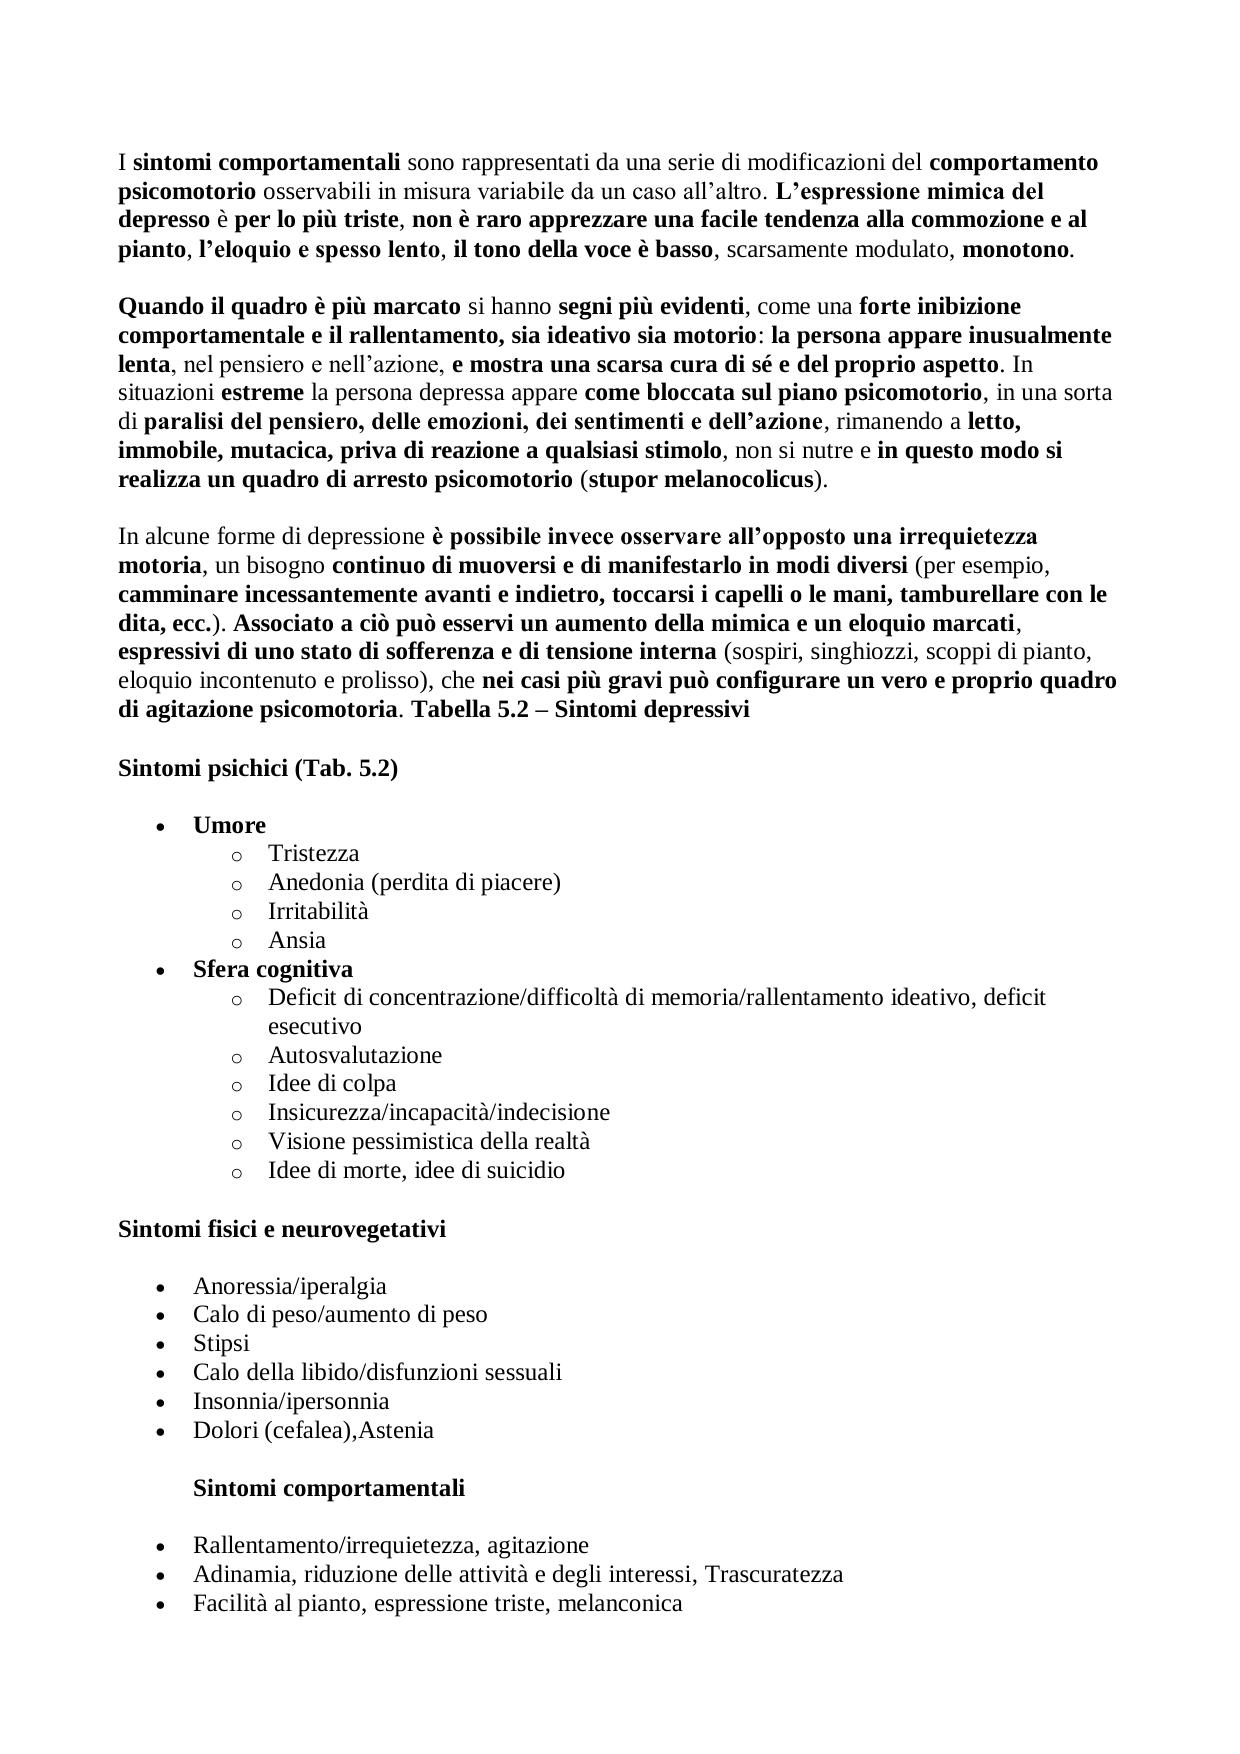 I sintomi comportamentali sono rappresentati da una serie di modificazioni del comportamento
psicomotorio osservabili in misura variabile da un caso all’altro. L’espressione mimica del
depresso è per lo più triste, non è raro apprezzare una facile tendenza alla commozione e al
pianto, l’eloquio e spesso lento, il tono della voce è basso, scarsamente modulato, monotono.
Quando il quadro è più marcato si hanno segni più evidenti, come una forte inibizione
comportamentale e il rallentamento, sia ideativo sia motorio: la persona appare inusualmente
lenta, nel pensiero e nell’azione, e mostra una scarsa cura di sé e del proprio aspetto. In
situazioni estreme la persona depressa appare come bloccata sul piano psicomotorio, in una sorta
di paralisi del pensiero, delle emozioni, dei sentimenti e dell’azione, rimanendo a letto,
immobile, mutacica, priva di reazione a qualsiasi stimolo, non si nutre e in questo modo si
realizza un quadro di arresto psicomotorio (stupor melanocolicus).
In alcune forme di depressione è possibile invece osservare all’opposto una irrequietezza
motoria, un bisogno continuo di muoversi e di manifestarlo in modi diversi (per esempio,
camminare incessantemente avanti e indietro, toccarsi i capelli o le mani, tamburellare con le
dita, ecc.). Associato a ciò può esservi un aumento della mimica e un eloquio marcati,
espressivi di uno stato di sofferenza e di tensione interna (sospiri, singhiozzi, scoppi di pianto,
eloquio incontenuto e prolisso), che nei casi più gravi può configurare un vero e proprio quadro
di agitazione psicomotoria. Tabella 5.2 – Sintomi depressivi
Sintomi psichici (Tab. 5.2)
• Umore
o Tristezza
o Anedonia (perdita di piacere)
o Irritabilità
o Ansia
• Sfera cognitiva
o Deficit di concentrazione/difficoltà di memoria/rallentamento ideativo, deficit
esecutivo
o Autosvalutazione
o Idee di colpa
o Insicurezza/incapacità/indecisione
o Visione pessimistica della realtà
o Idee di morte, idee di suicidio
Sintomi fisici e neurovegetativi
• Anoressia/iperalgia
• Calo di peso/aumento di peso
• Stipsi
• Calo della libido/disfunzioni sessuali
• Insonnia/ipersonnia
• Dolori (cefalea),Astenia
Sintomi comportamentali
• Rallentamento/irrequietezza, agitazione
• Adinamia, riduzione delle attività e degli interessi, Trascuratezza
• Facilità al pianto, espressione triste, melanconica